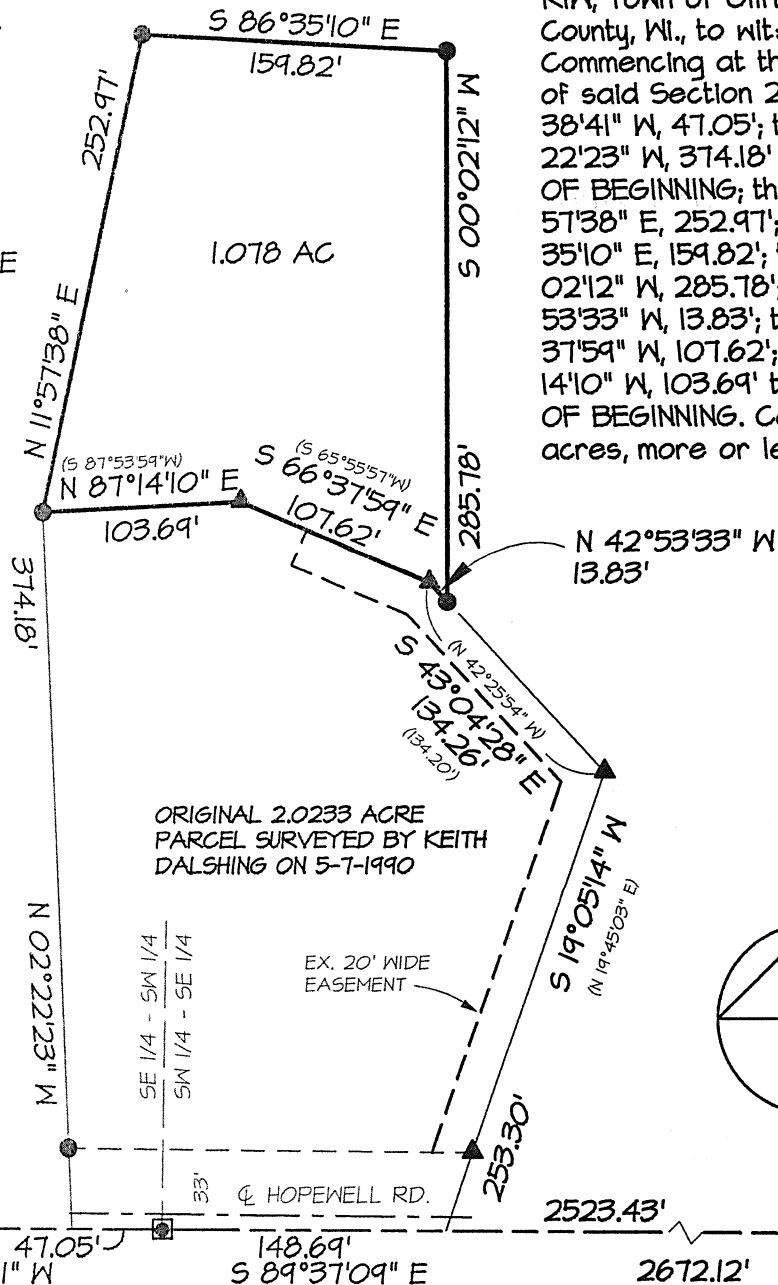 S 86°35'10" E
159.82'
252.97'
N 11°57'38" E
S 00°02'12" W
285.78'
1.078 AC
E
County, WI., to wit:
Commencing at th
of said Section 2
38'41" W, 47.05'; t
22'23" W, 374.18'
OF BEGINNING; th
57'38" E, 252.97';
35'10" E, 159.82';
02'12" W, 285.78';
53'33" W, 13.83'; t
37'59" W, 107.62';
14'10" W, 103.69' t
OF BEGINNING. C
acres, more or le
(S 87°53'59"W)
N 87°14'10" E
103.69'
(S 65°55'57"W)
S 66°37'59" E
107.62'
N 42°53'33" W
13.83'
374.18'
N 02°22'23" W
(N 42°25'54" W)
S 43°04'28" E
134.26'
(134.20')
ORIGINAL 2.0233 ACRE
PARCEL SURVEYED BY KEITH
DALSHING ON 5-7-1990
S 19°05'14" W
(N 19°45'03" E)
253.30'
EX. 20' WIDE
EASEMENT
SE 1/4 - SW 1/4
SW 1/4 - SE 1/4
33'
℄ HOPEWELL RD.
2523.43'
47.05'
148.69'
1" W
S 89°37'09" E
2672.12'